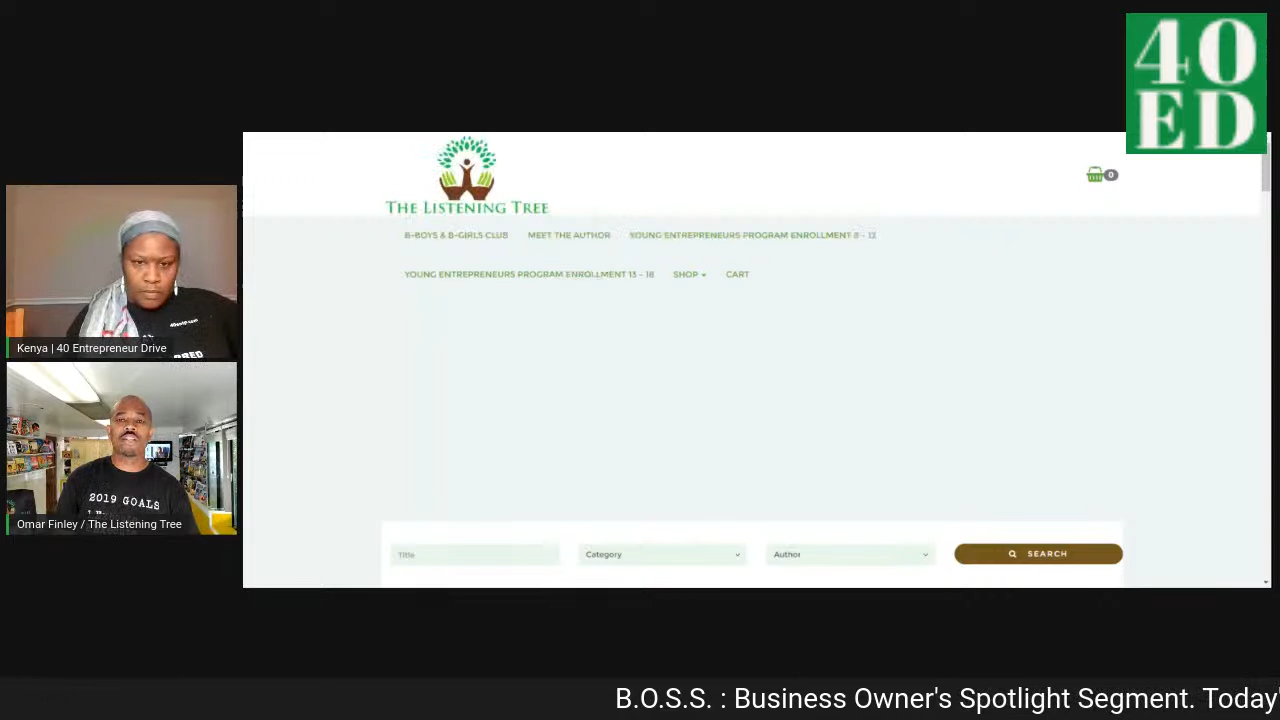 40
ED
THE LISTENING TREE
0
B-BOYS & B-GIRLS CLUB MEET THE AUTHOR YOUNG ENTREPRENEURS PROGRAM ENROLLMENT 8 - 12
YOUNG ENTREPRENEURS PROGRAM ENROLLMENT 13 - 18 SHOP CART
Title Category Author SEARCH
Kenya | 40 Entrepreneur Drive
2019 GOALS
Omar Finley / The Listening Tree
B.O.S.S. : Business Owner's Spotlight Segment. Today